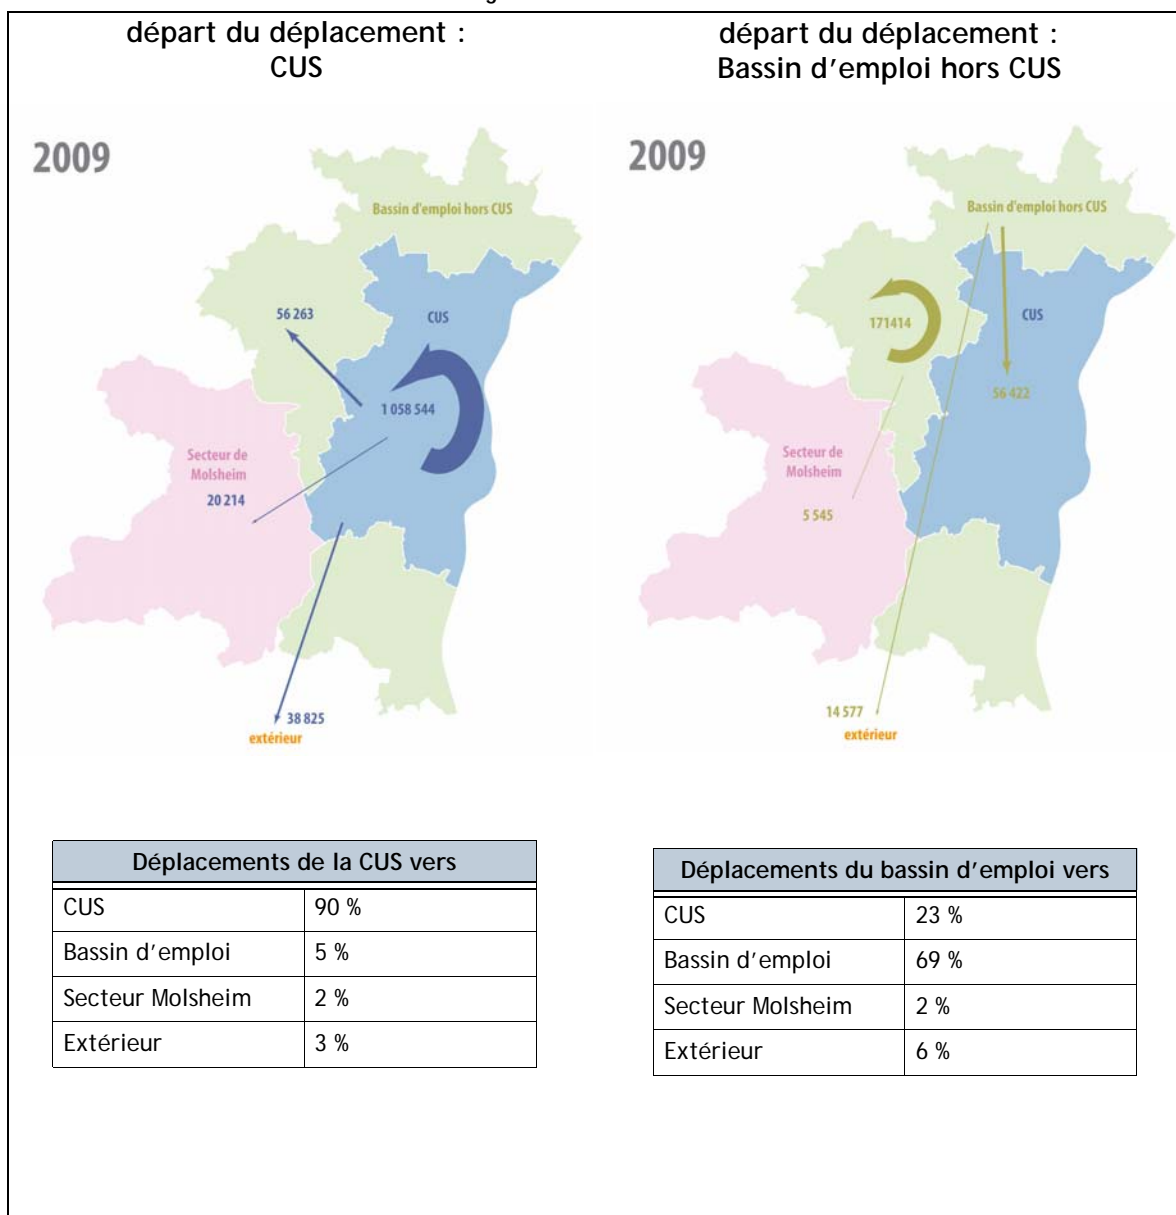 départ du déplacement :
CUS
2009
Bassin d'emploi hors CUS
56 263
CUS
1 058 544
Secteur de
Molsheim
20 214
38 825
extérieur
départ du déplacement :
Bassin d'emploi hors CUS
2009
Bassin d'emploi hors CUS
171414
CUS
56 422
Secteur de
Molsheim
5 545
14 577
extérieur
Déplacements de la CUS vers
CUS 90 %
Bassin d'emploi 5 %
Secteur Molsheim 2 %
Extérieur 3 %
Déplacements du bassin d'emploi vers
CUS 23 %
Bassin d'emploi 69 %
Secteur Molsheim 2 %
Extérieur 6 %